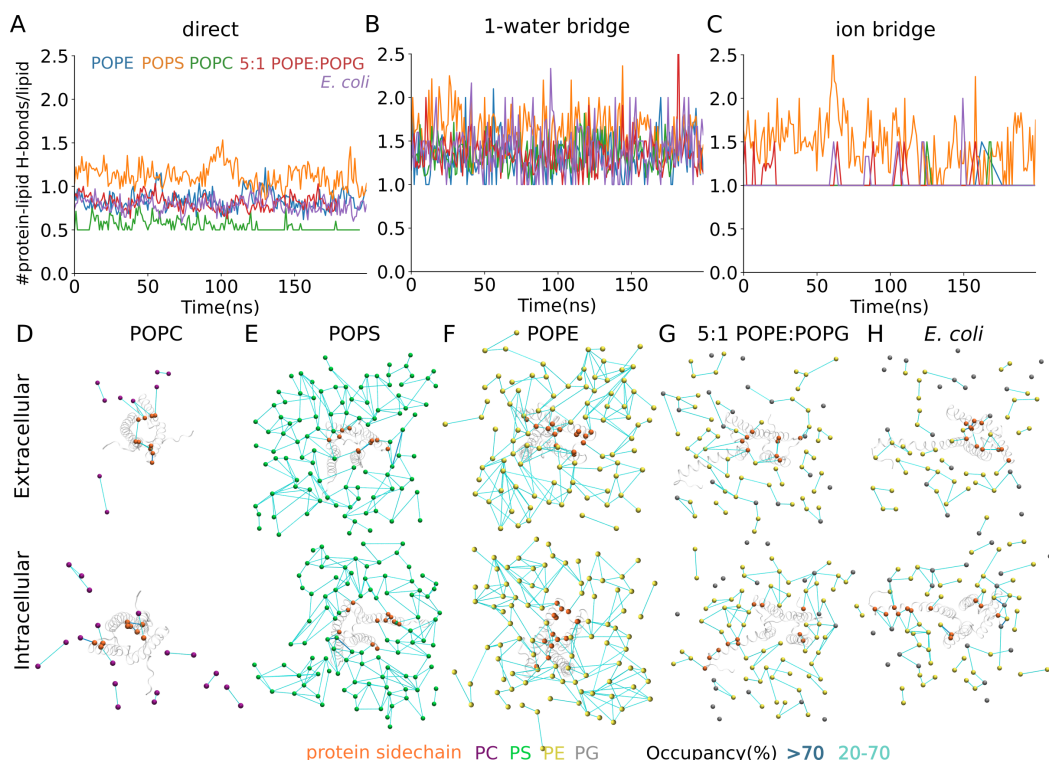 A direct
B 1-water bridge
C ion bridge
#protein-lipid H-bonds/lipid
POPE POPS POPC 5:1 POPE:POPG
E. coli
2.5
2.0
1.5
1.0
0.5
0.0
0 50 100 150
Time(ns)
2.5
2.0
1.5
1.0
0.5
0.0
0 50 100 150
Time(ns)
2.5
2.0
1.5
1.0
0.5
0.0
0 50 100 150
Time(ns)
D POPC
E POPS
F POPE
G 5:1 POPE:POPG
H E. coli
Extracellular
Intracellular
protein sidechain PC PS PE PG Occupancy(%) >70 20-70